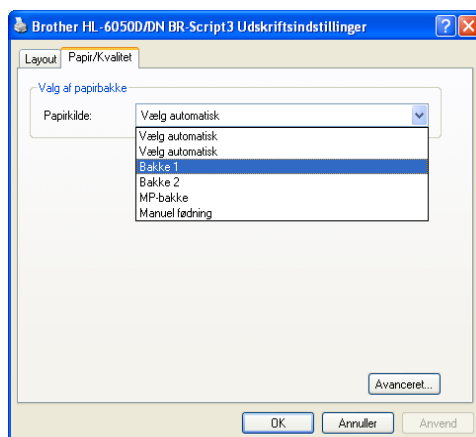 Brother HL-6050D/DN BR-Script3 Udskriftsindstillinger
Layout Papir/Kvalitet
Valg af papirbakke
Papirkilde: Vælg automatisk
Vælg automatisk
Vælg automatisk
Bakke 1
Bakke 2
MP-bakke
Manuel fødning
Avanceret...
OK Annuller Anvend